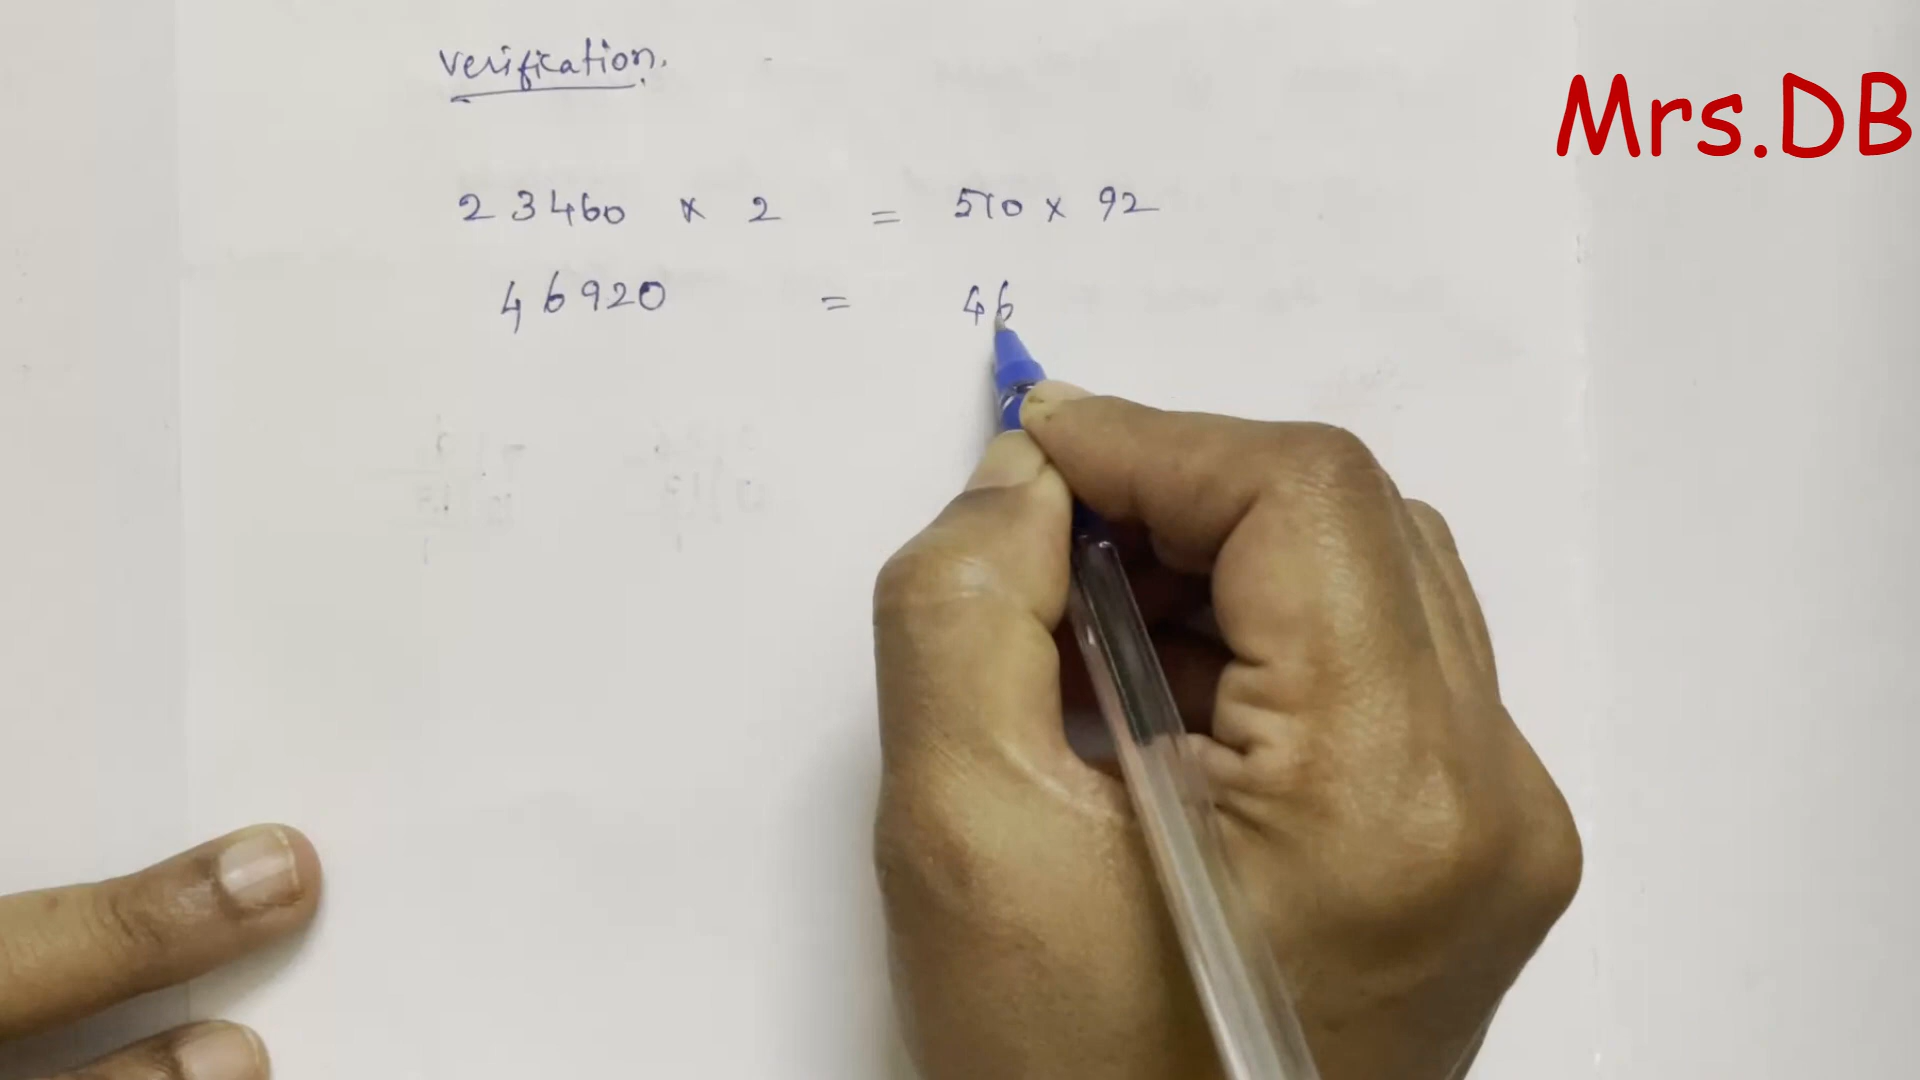 verification.
Mrs.DB
23460 × 2 = 510 × 92
46920 = 46